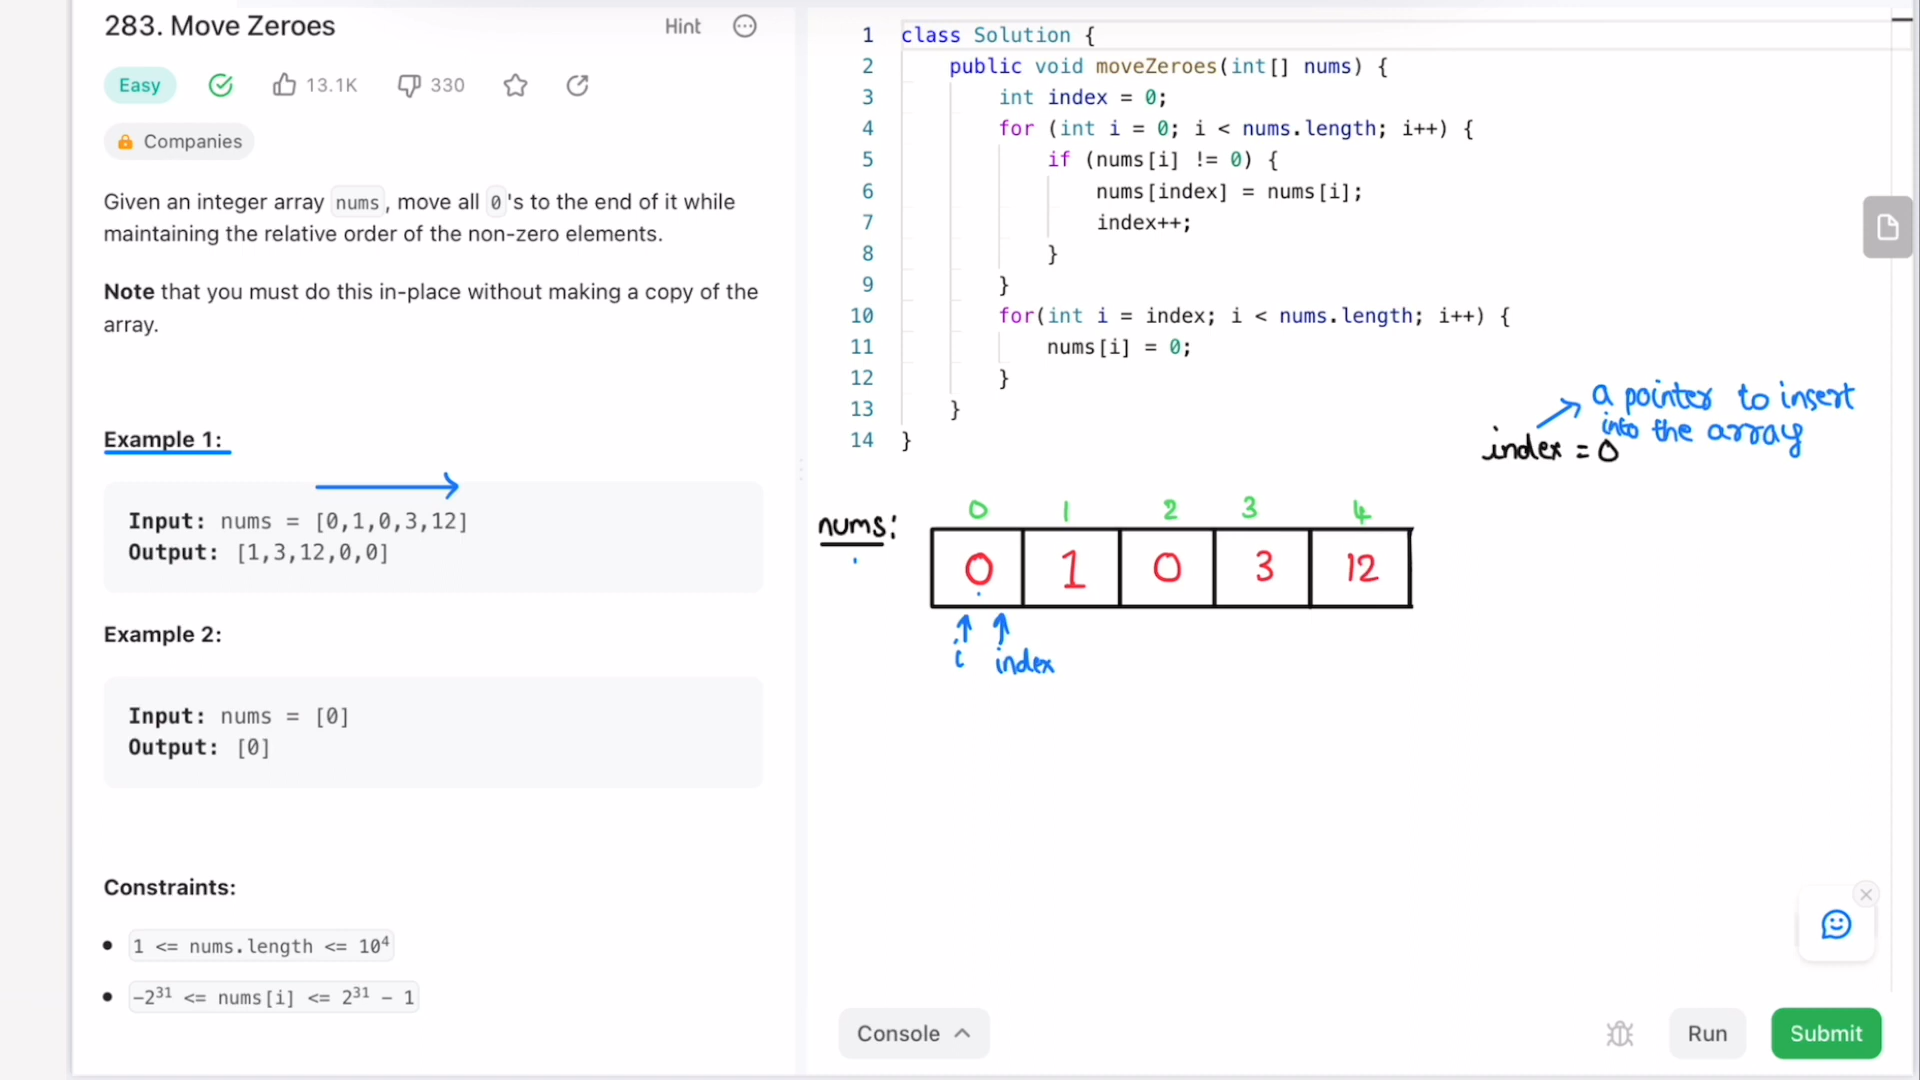 283. Move Zeroes
Hint
Easy
13.1K
330
Companies
Given an integer array nums, move all 0's to the end of it while
maintaining the relative order of the non-zero elements.
Note that you must do this in-place without making a copy of the
array.
Example 1:
Input: nums = [0,1,0,3,12]
Output: [1,3,12,0,0]
Example 2:
Input: nums = [0]
Output: [0]
Constraints:
1 <= nums.length <= 10⁴
-2³¹ <= nums[i] <= 2³¹ - 1
1 class Solution {
2 public void moveZeroes(int[] nums) {
3 int index = 0;
4 for (int i = 0; i < nums.length; i++) {
5 if (nums[i] != 0) {
6 nums[index] = nums[i];
7 index++;
8 }
9 }
10 for(int i = index; i < nums.length; i++) {
11 nums[i] = 0;
12 }
13 }
14 }
a pointer to insert
into the array
index = 0
0 1 2 3 4
nums:
0 1 0 3 12
i index
Console
Run
Submit